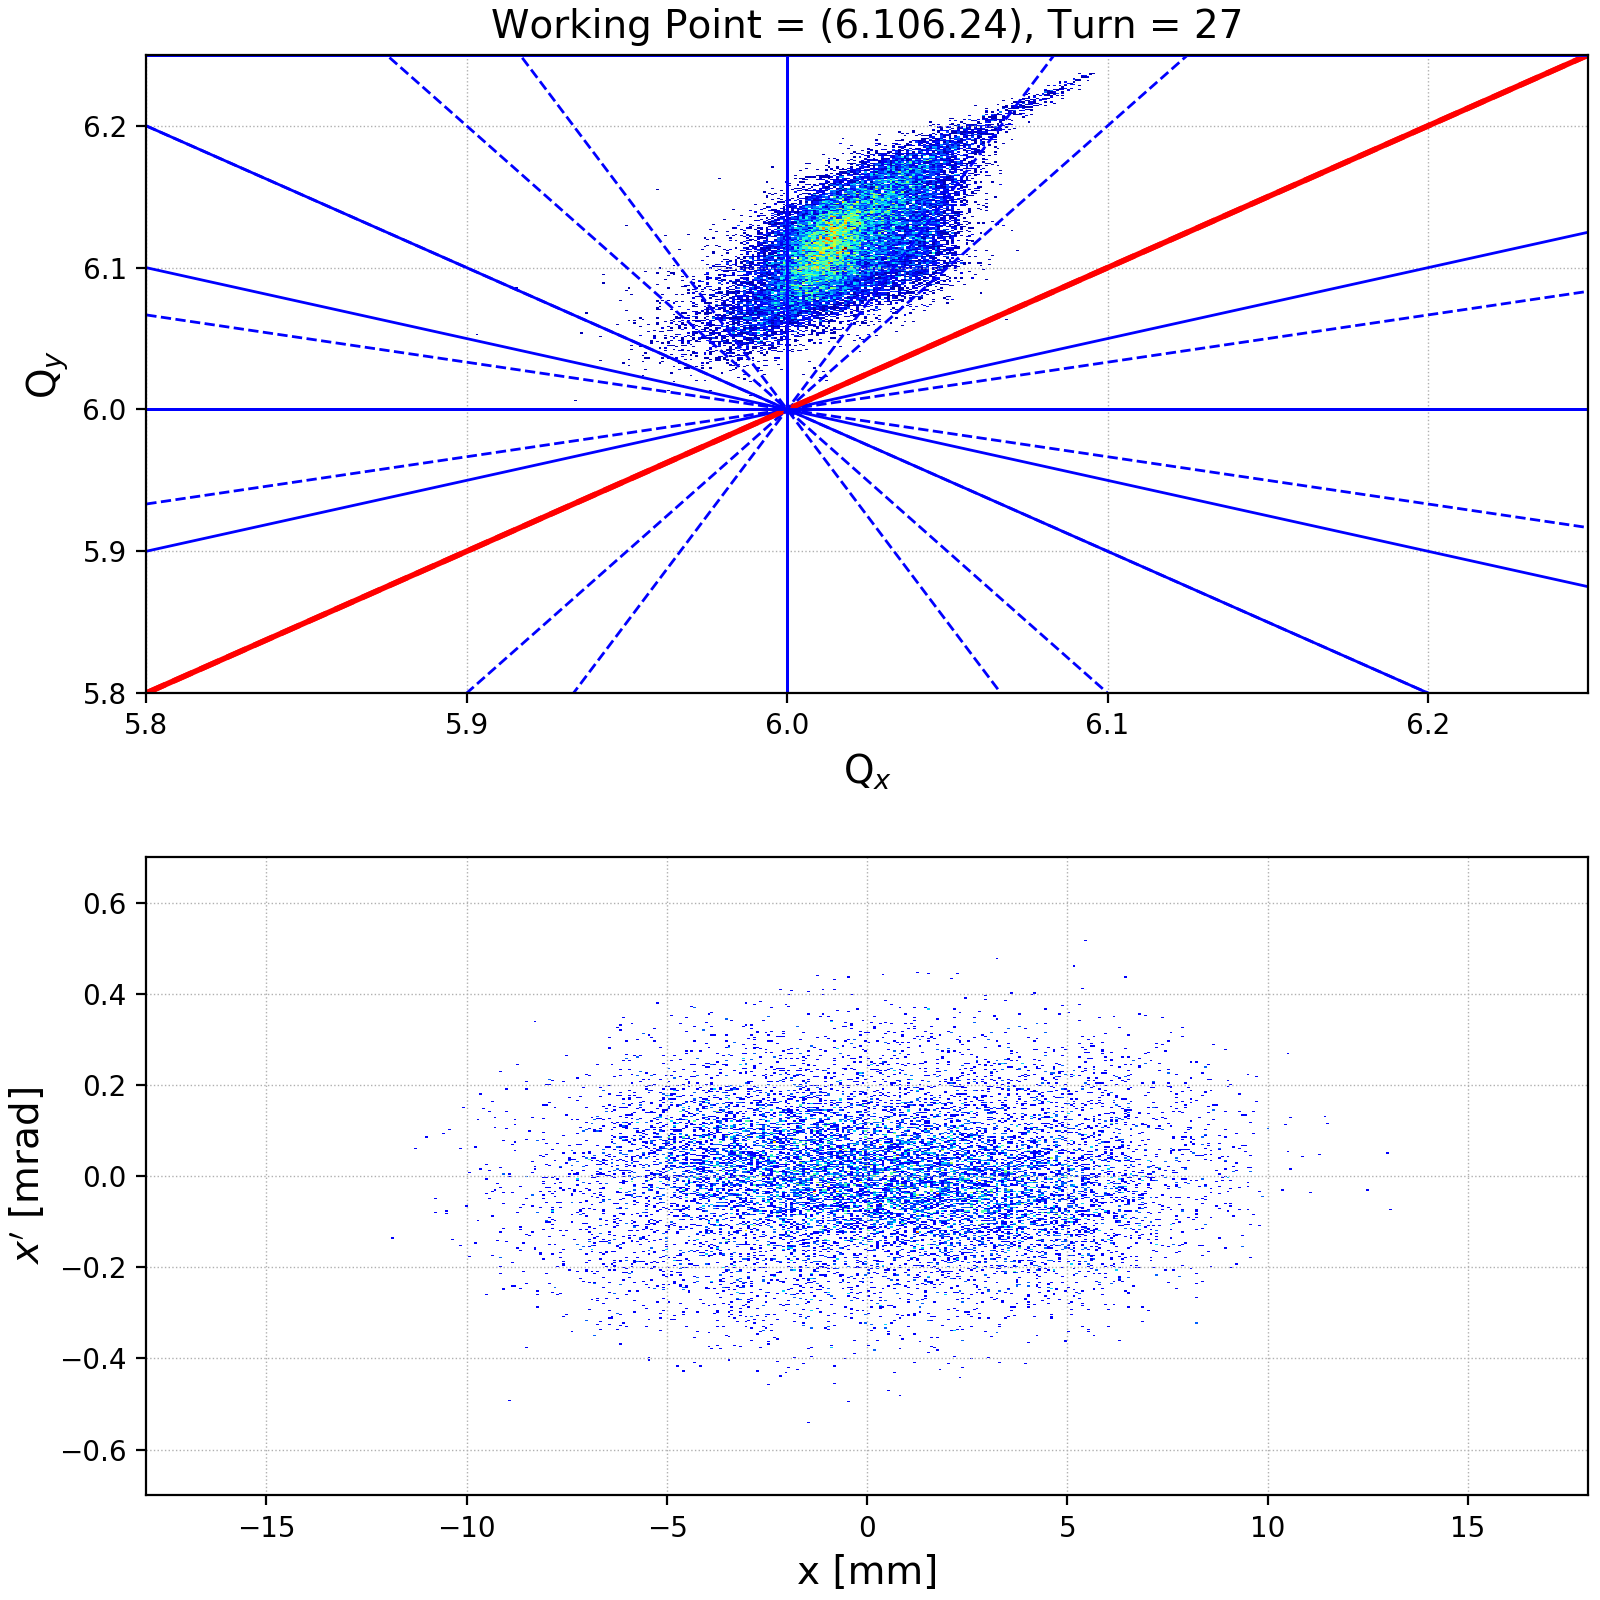 Working Point = (6.106.24), Turn = 27
6.2
6.1
6.0
5.9
5.8
Qy
5.8 5.9 6.0 6.1 6.2
Qx
0.6
0.4
0.2
0.0
−0.2
−0.4
−0.6
x′ [mrad]
−15 −10 −5 0 5 10 15
x [mm]